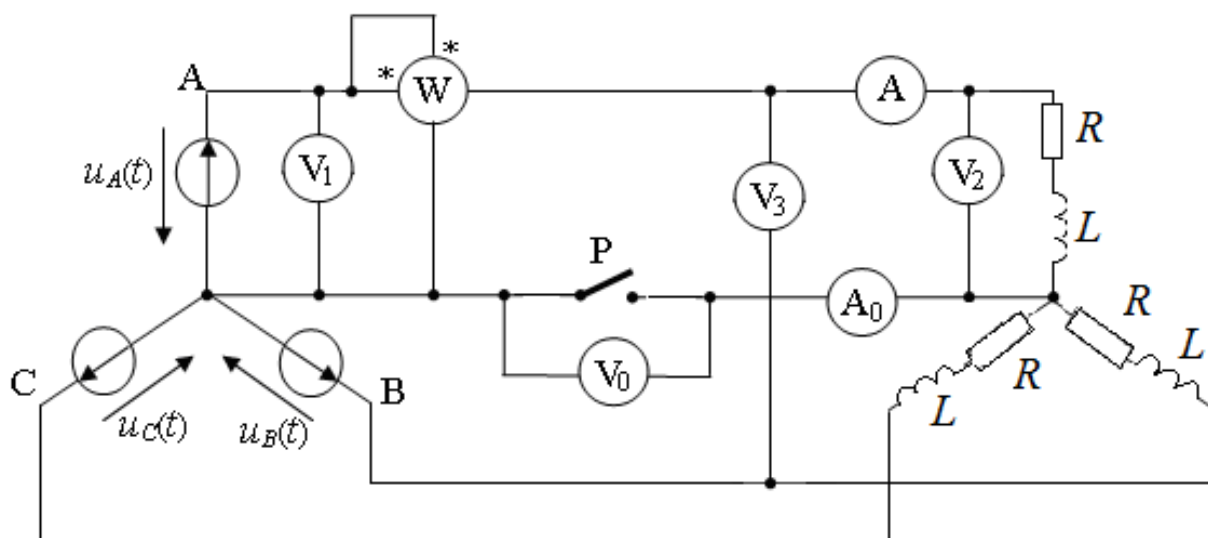 A
*
*
W
A
R
u_A(t)
V₁
V₂
V₃
L
P
A₀
R
L
C
V₀
B
R
L
u_C(t)
u_B(t)